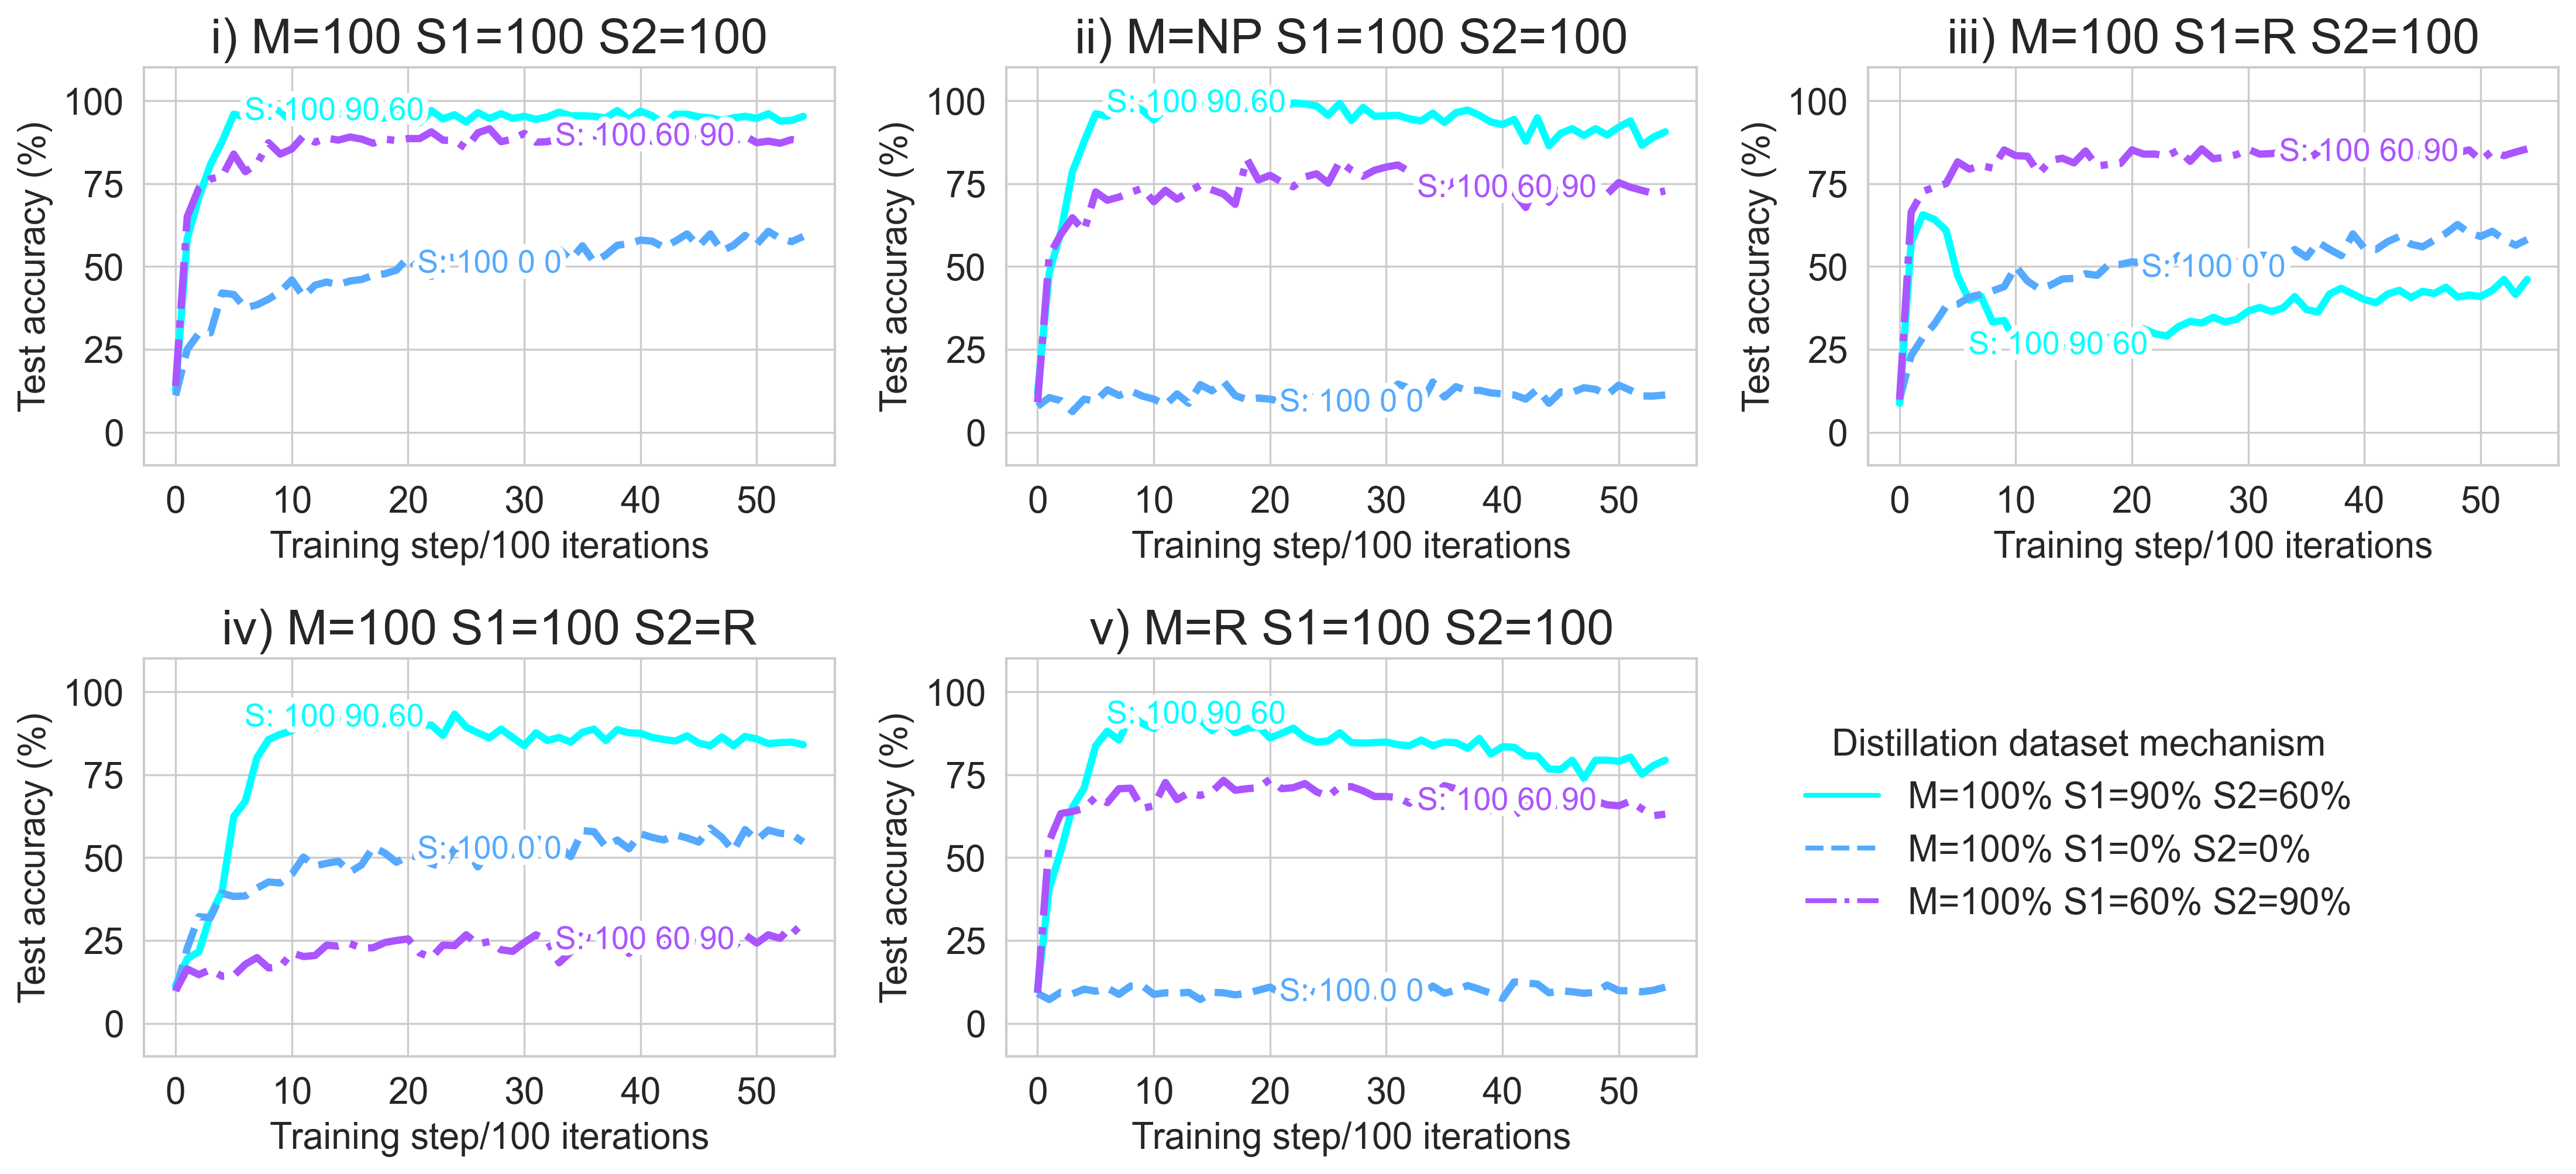 i) M=100 S1=100 S2=100
Test accuracy (%)
100
75
50
25
0
S: 100 90 60
S: 100 60 90
S: 100 0 0
0 10 20 30 40 50
Training step/100 iterations
ii) M=NP S1=100 S2=100
Test accuracy (%)
100
75
50
25
0
S: 100 90 60
S: 100 60 90
S: 100 0 0
0 10 20 30 40 50
Training step/100 iterations
iii) M=100 S1=R S2=100
Test accuracy (%)
100
75
50
25
0
S: 100 60 90
S: 100 0 0
S: 100 90 60
0 10 20 30 40 50
Training step/100 iterations
iv) M=100 S1=100 S2=R
Test accuracy (%)
100
75
50
25
0
S: 100 90 60
S: 100 0 0
S: 100 60 90
0 10 20 30 40 50
Training step/100 iterations
v) M=R S1=100 S2=100
Test accuracy (%)
100
75
50
25
0
S: 100 90 60
S: 100 60 90
S: 100 0 0
0 10 20 30 40 50
Training step/100 iterations
Distillation dataset mechanism
M=100% S1=90% S2=60%
M=100% S1=0% S2=0%
M=100% S1=60% S2=90%